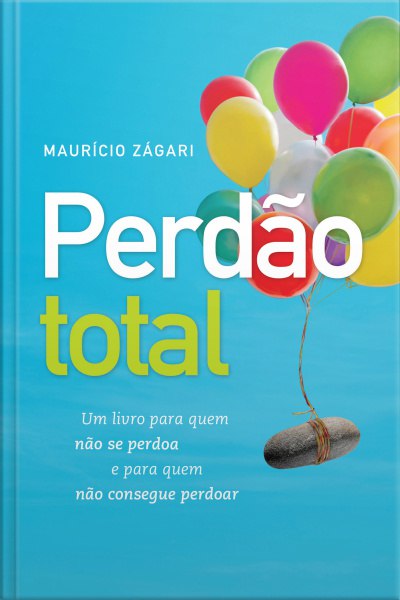 MAURÍCIO ZÁGARI
Perdão
total
Um livro para quem
não se perdoa
e para quem
não consegue perdoar